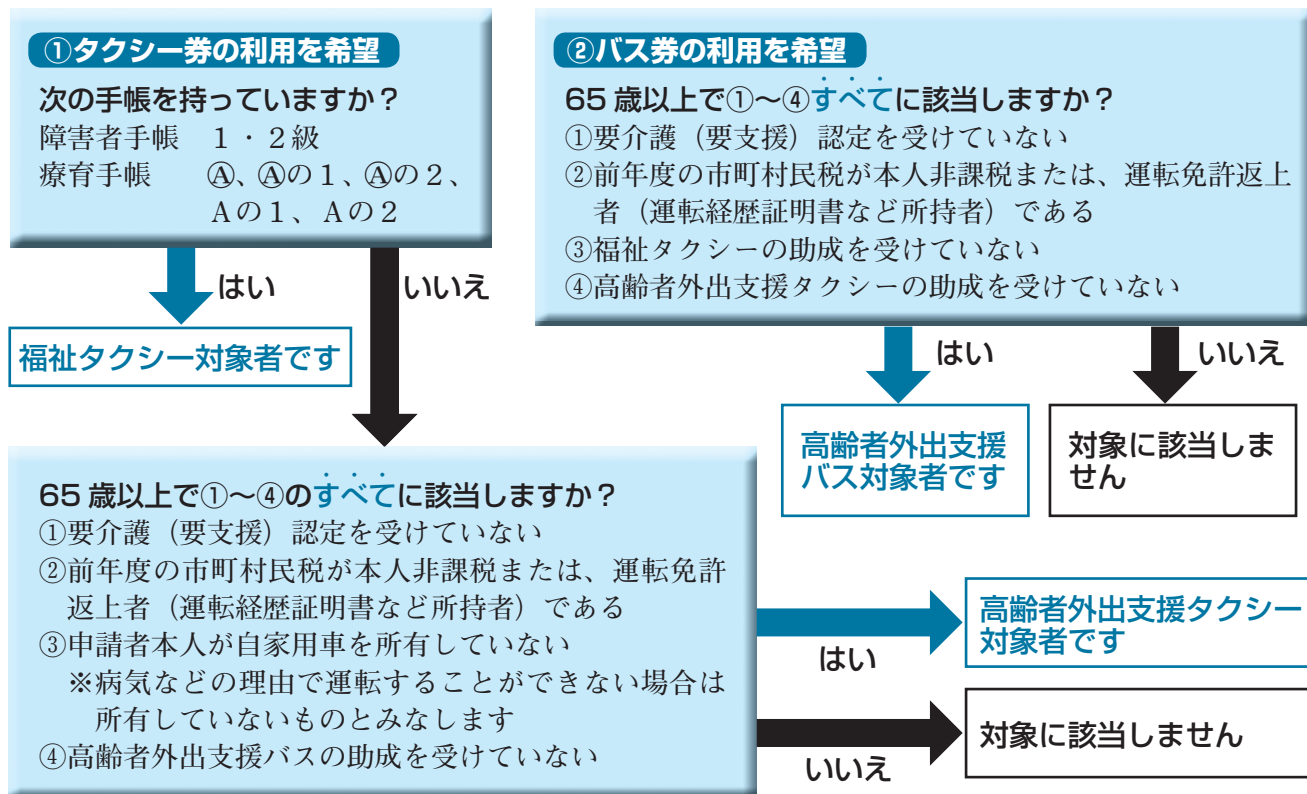 ①タクシー券の利用を希望
次の手帳を持っていますか？
障害者手帳　１・２級
療育手帳　Ⓐ、Ⓐの１、Ⓐの２、
Ａの１、Ａの２
はい
いいえ
福祉タクシー対象者です
65歳以上で①～④のすべてに該当しますか？
①要介護（要支援）認定を受けていない
②前年度の市町村民税が本人非課税または、運転免許
返上者（運転経歴証明書など所持者）である
③申請者本人が自家用車を所有していない
※病気などの理由で運転することができない場合は
所有していないものとみなします
④高齢者外出支援バスの助成を受けていない
はい
高齢者外出支援タクシー
対象者です
いいえ
対象に該当しません
②バス券の利用を希望
65歳以上で①～④すべてに該当しますか？
①要介護（要支援）認定を受けていない
②前年度の市町村民税が本人非課税または、運転免許返上
者（運転経歴証明書など所持者）である
③福祉タクシーの助成を受けていない
④高齢者外出支援タクシーの助成を受けていない
はい
いいえ
高齢者外出支援
バス対象者です
対象に該当しま
せん